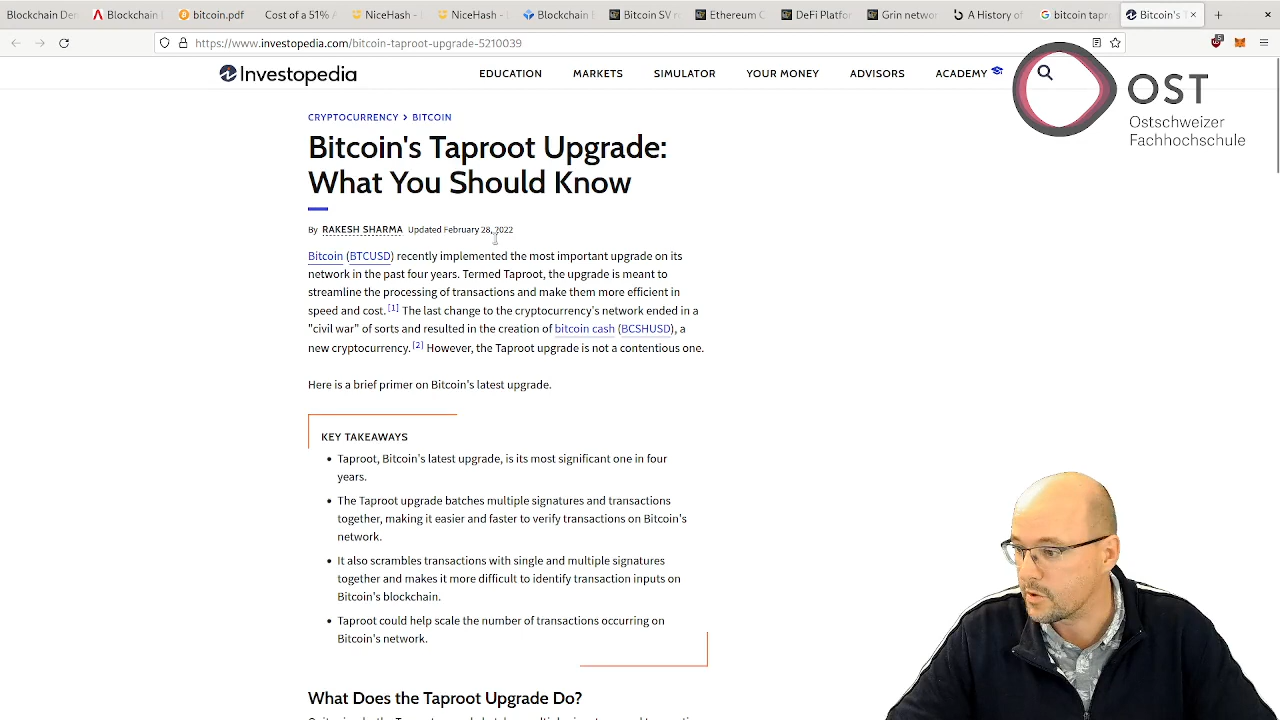 Blockchain Den
Blockchain I
bitcoin.pdf
Cost of a 51% A
NiceHash -
NiceHash -
Blockchain E
Bitcoin SV n
Ethereum C
DeFi Platfor
Grin networ
A History of
bitcoin tapr
Bitcoin's T
https://www.investopedia.com/bitcoin-taproot-upgrade-5210039
Investopedia
EDUCATION
MARKETS
SIMULATOR
YOUR MONEY
ADVISORS
ACADEMY
OST
Ostschweizer
Fachhochschule
CRYPTOCURRENCY > BITCOIN
Bitcoin's Taproot Upgrade:
What You Should Know
By RAKESH SHARMA Updated February 28, 2022
Bitcoin (BTCUSD) recently implemented the most important upgrade on its
network in the past four years. Termed Taproot, the upgrade is meant to
streamline the processing of transactions and make them more efficient in
speed and cost. [1] The last change to the cryptocurrency's network ended in a
"civil war" of sorts and resulted in the creation of bitcoin cash (BCSHUSD), a
new cryptocurrency. [2] However, the Taproot upgrade is not a contentious one.
Here is a brief primer on Bitcoin's latest upgrade.
KEY TAKEAWAYS
• Taproot, Bitcoin's latest upgrade, is its most significant one in four
years.
• The Taproot upgrade batches multiple signatures and transactions
together, making it easier and faster to verify transactions on Bitcoin's
network.
• It also scrambles transactions with single and multiple signatures
together and makes it more difficult to identify transaction inputs on
Bitcoin's blockchain.
• Taproot could help scale the number of transactions occurring on
Bitcoin's network.
What Does the Taproot Upgrade Do?